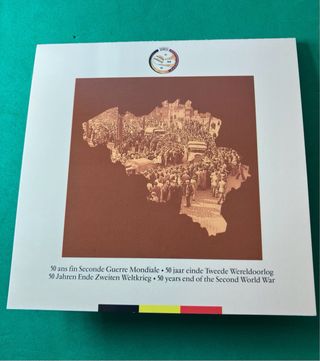 50 ans fin Seconde Guerre Mondiale • 50 jaar einde Tweede Wereldoorlog
50 Jahren Ende Zweiten Weltkrieg • 50 years end of the Second World War